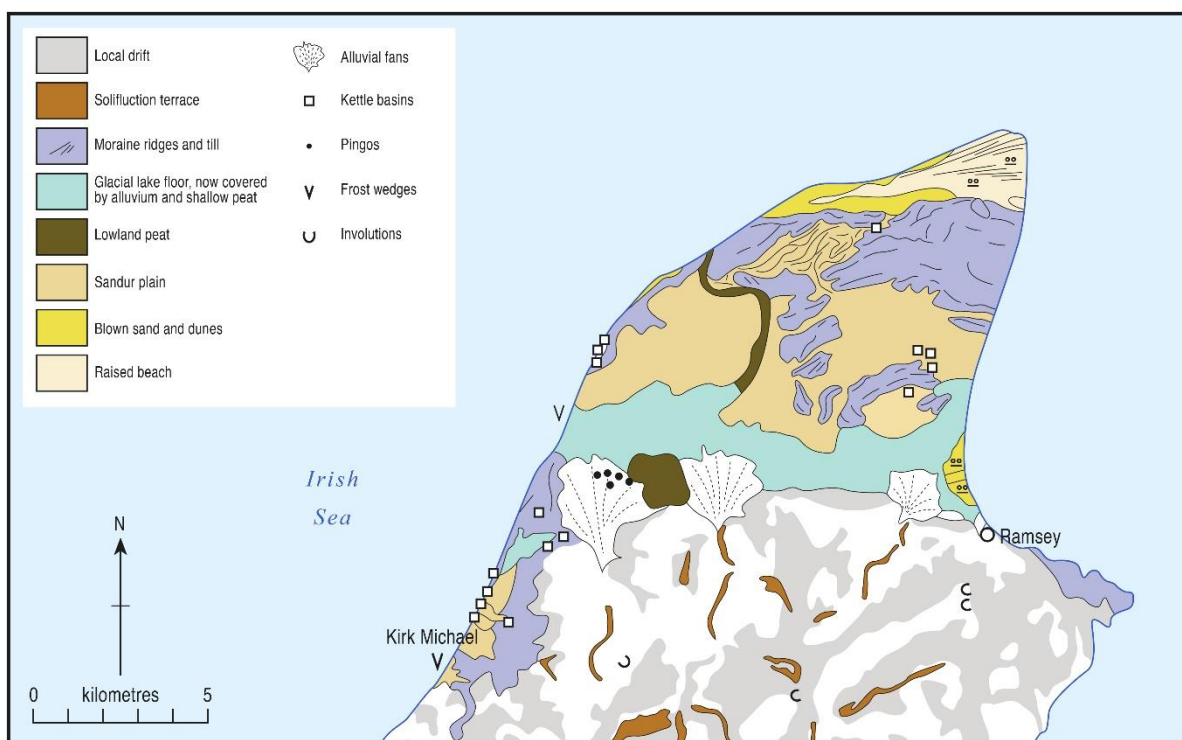 Local drift
Solifluction terrace
Moraine ridges and till
Glacial lake floor, now covered
by alluvium and shallow peat
Lowland peat
Sandur plain
Blown sand and dunes
Raised beach
Alluvial fans
Kettle basins
Pingos
Frost wedges
Involutions
Irish
Sea
N
Ramsey
Kirk Michael
0 kilometres 5